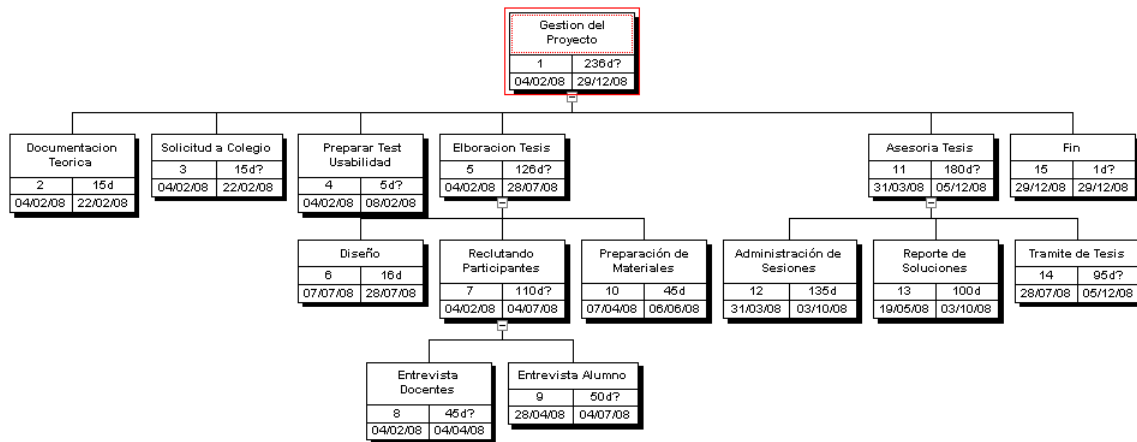 Gestion del
Proyecto
1 236d?
04/02/08 29/12/08
Documentacion
Teorica
2 15d
04/02/08 22/02/08
Solicitud a Colegio
3 15d?
04/02/08 22/02/08
Preparar Test
Usabilidad
4 5d?
04/02/08 08/02/08
Elboracion Tesis
5 126d?
04/02/08 28/07/08
Asesoria Tesis
11 180d?
31/03/08 05/12/08
Fin
15 1d?
29/12/08 29/12/08
Diseño
6 16d
07/07/08 28/07/08
Reclutando
Participantes
7 110d?
04/02/08 04/07/08
Preparación de
Materiales
10 45d
07/04/08 06/06/08
Administración de
Sesiones
12 135d
31/03/08 03/10/08
Reporte de
Soluciones
13 100d
19/05/08 03/10/08
Tramite de Tesis
14 95d?
28/07/08 05/12/08
Entrevista
Docentes
8 45d?
04/02/08 04/04/08
Entrevista Alumno
9 50d?
28/04/08 04/07/08